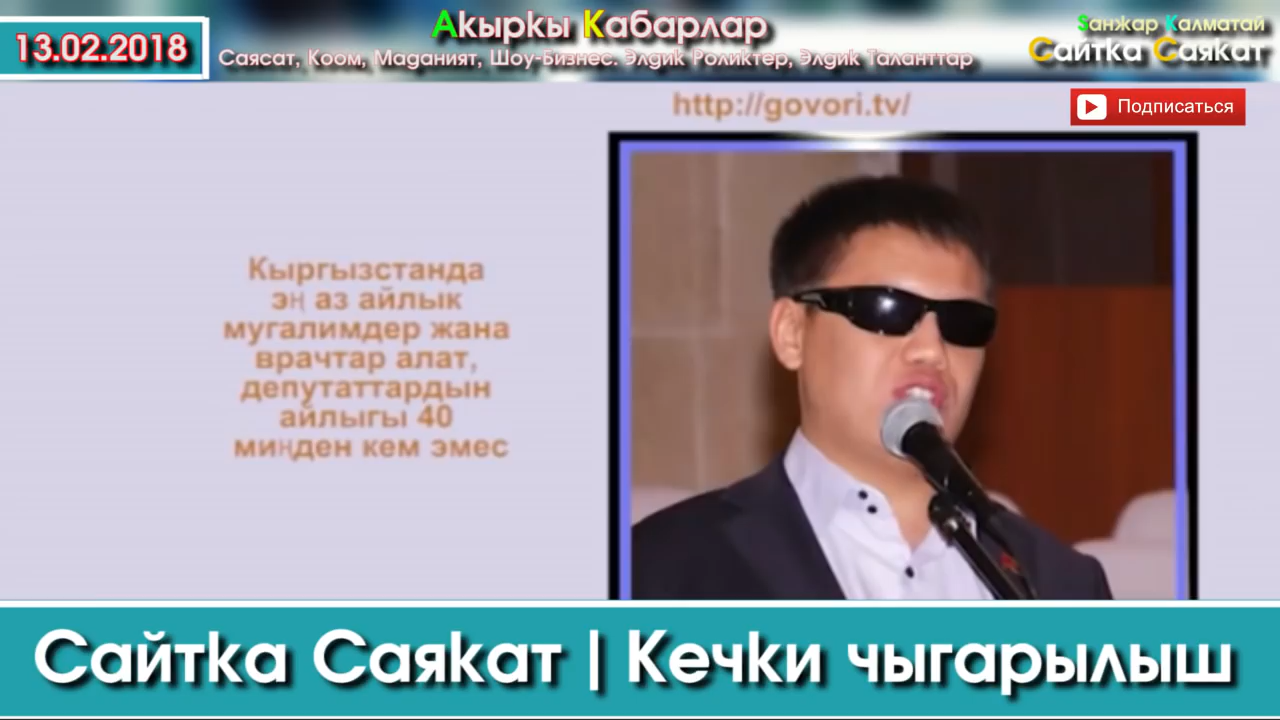 13.02.2018
Акыркы Кабарлар
Саясат, Коом, Маданият, Шоу-Бизнес. Элдик Роликтер, Элдик Таланттар
Sанжар Калматай
Сайтка Саякат
http://govori.tv/
Подписаться
Кыргызстанда
эң аз айлык
мугалимдер жана
врачтар алат,
депутаттардын
айлыгы 40
миңден кем эмес
Сайтка Саякат | Кечки чыгарылыш